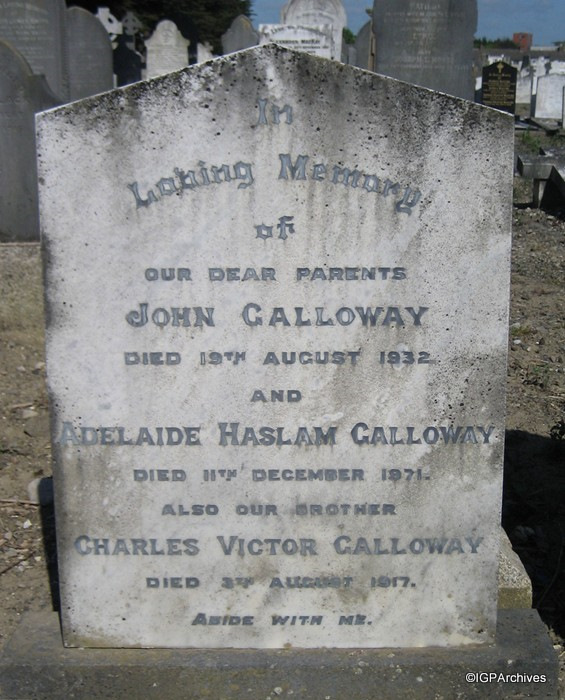 In
Loving Memory
of
OUR DEAR PARENTS
JOHN GALLOWAY
DIED 19TH AUGUST 1932
AND
ADELAIDE HASLAM GALLOWAY
DIED 11TH DECEMBER 1971.
ALSO OUR BROTHER
CHARLES VICTOR GALLOWAY
DIED AUGUST 1917.
ABIDE WITH ME.
©IGPArchives